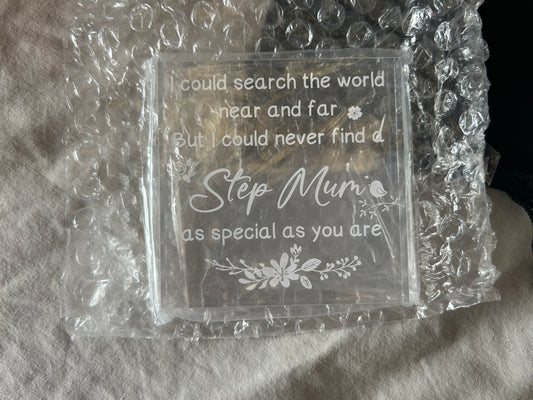 I could search the world
near and far
But I could never find a
Step Mum
as special as you are